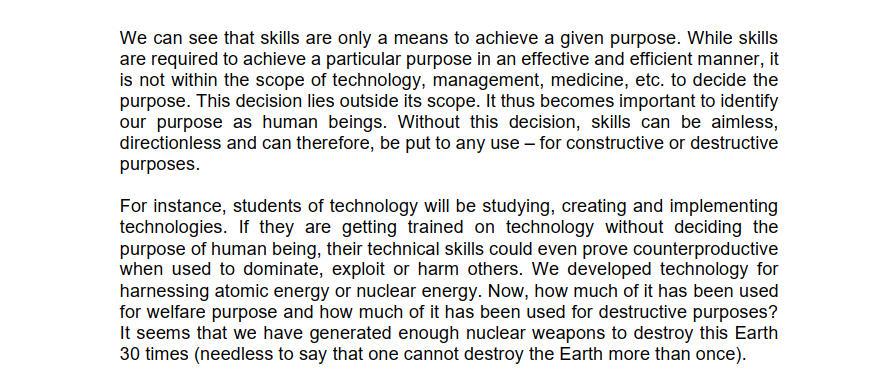 We can see that skills are only a means to achieve a given purpose. While skills
are required to achieve a particular purpose in an effective and efficient manner, it
is not within the scope of technology, management, medicine, etc. to decide the
purpose. This decision lies outside its scope. It thus becomes important to identify
our purpose as human beings. Without this decision, skills can be aimless,
directionless and can therefore, be put to any use – for constructive or destructive
purposes.
For instance, students of technology will be studying, creating and implementing
technologies. If they are getting trained on technology without deciding the
purpose of human being, their technical skills could even prove counterproductive
when used to dominate, exploit or harm others. We developed technology for
harnessing atomic energy or nuclear energy. Now, how much of it has been used
for welfare purpose and how much of it has been used for destructive purposes?
It seems that we have generated enough nuclear weapons to destroy this Earth
30 times (needless to say that one cannot destroy the Earth more than once).